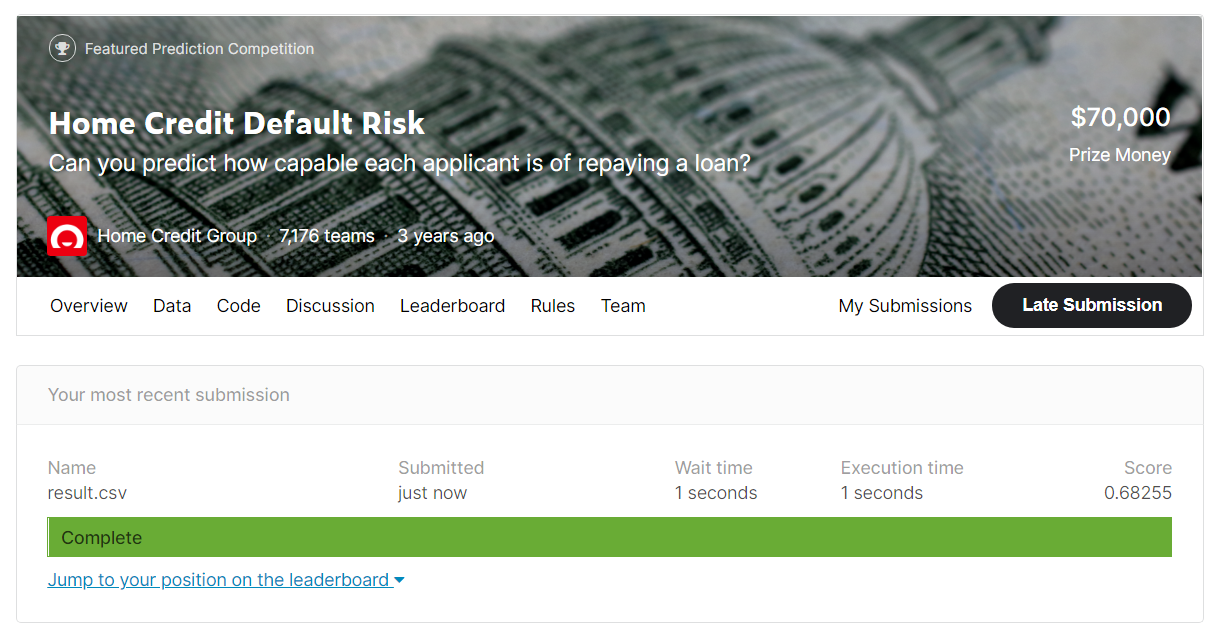 Featured Prediction Competition
Home Credit Default Risk
$70,000
Can you predict how capable each applicant is of repaying a loan?
Prize Money
Home Credit Group · 7,176 teams · 3 years ago
Overview Data Code Discussion Leaderboard Rules Team My Submissions Late Submission
Your most recent submission
Name Submitted Wait time Execution time Score
result.csv just now 1 seconds 1 seconds 0.68255
Complete
Jump to your position on the leaderboard